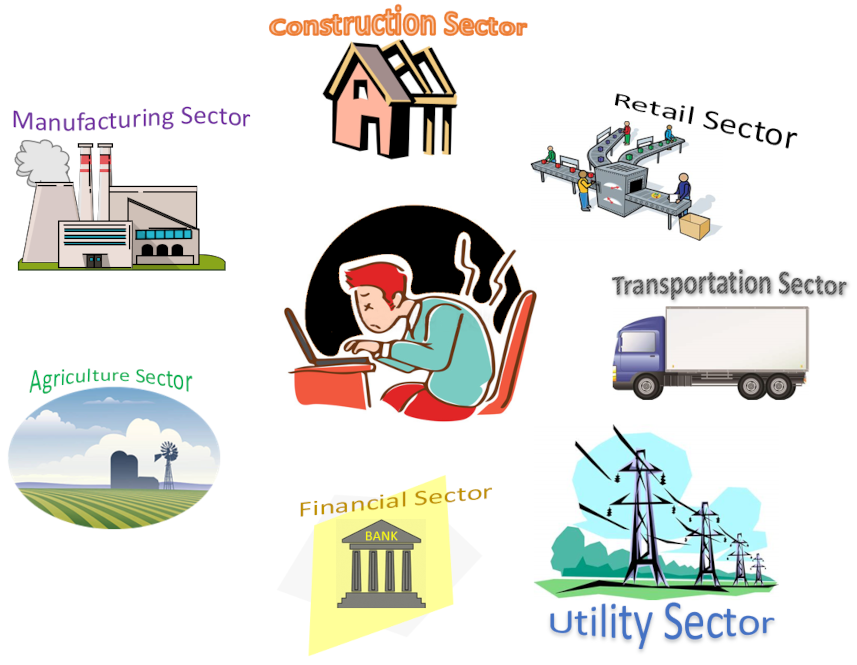 Construction Sector
Manufacturing Sector
Retail Sector
Transportation Sector
Agriculture Sector
Financial Sector
BANK
Utility Sector